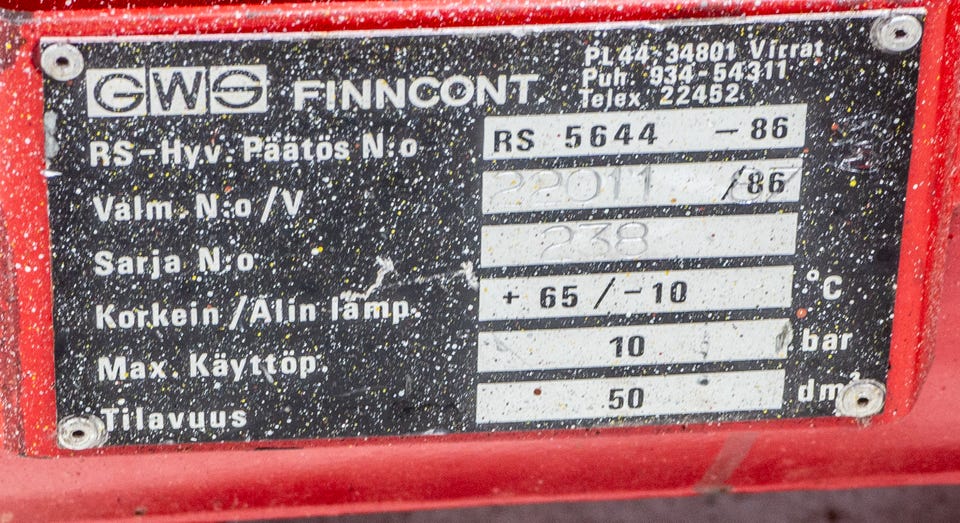 GWS FINNCONT
PL 44-34801 Virrat
Puh. 934-54311
Telex 22452
RS-Hyv. Päätös N:o RS 5644 -86
Valm. N:o/V 22011 /86
Sarja N:o 238
Korkein/Alin lämp. + 65 / -10 °C
Max. Käyttöp. 10 bar
Tilavuus 50 dm³